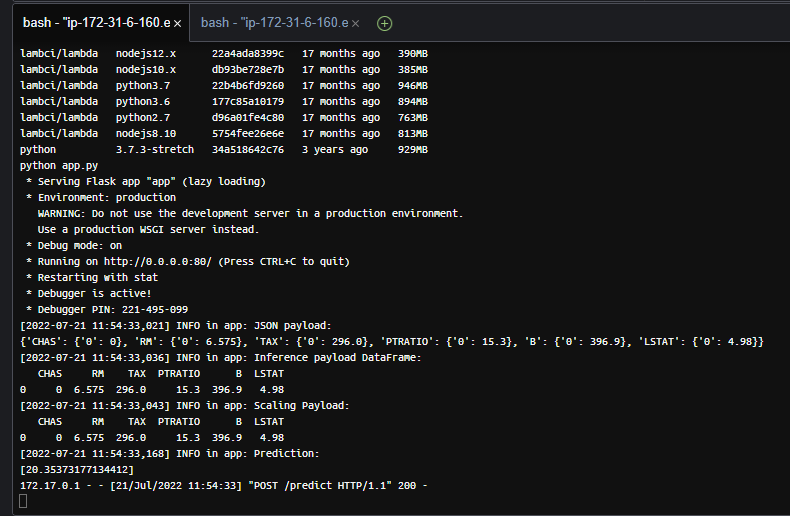 bash - "ip-172-31-6-160.e × bash - "ip-172-31-6-160.e ×
lambci/lambda nodejs12.x 22a4ada8399c 17 months ago 390MB
lambci/lambda nodejs10.x db93be728e7b 17 months ago 385MB
lambci/lambda python3.7 22b4b6fd9260 17 months ago 946MB
lambci/lambda python3.6 177c85a10179 17 months ago 894MB
lambci/lambda python2.7 d96a01fe4c80 17 months ago 763MB
lambci/lambda nodejs8.10 5754fee26e6e 17 months ago 813MB
python 3.7.3-stretch 34a518642c76 3 years ago 929MB
python app.py
* Serving Flask app "app" (lazy loading)
* Environment: production
WARNING: Do not use the development server in a production environment.
Use a production WSGI server instead.
* Debug mode: on
* Running on http://0.0.0.0:80/ (Press CTRL+C to quit)
* Restarting with stat
* Debugger is active!
* Debugger PIN: 221-495-099
[2022-07-21 11:54:33,021] INFO in app: JSON payload:
{'CHAS': {'0': 0}, 'RM': {'0': 6.575}, 'TAX': {'0': 296.0}, 'PTRATIO': {'0': 15.3}, 'B': {'0': 396.9}, 'LSTAT': {'0': 4.98}}
[2022-07-21 11:54:33,036] INFO in app: Inference payload DataFrame:
CHAS RM TAX PTRATIO B LSTAT
0 0 6.575 296.0 15.3 396.9 4.98
[2022-07-21 11:54:33,043] INFO in app: Scaling Payload:
CHAS RM TAX PTRATIO B LSTAT
0 0 6.575 296.0 15.3 396.9 4.98
[2022-07-21 11:54:33,168] INFO in app: Prediction:
[20.35373177134412]
172.17.0.1 - - [21/Jul/2022 11:54:33] "POST /predict HTTP/1.1" 200 -